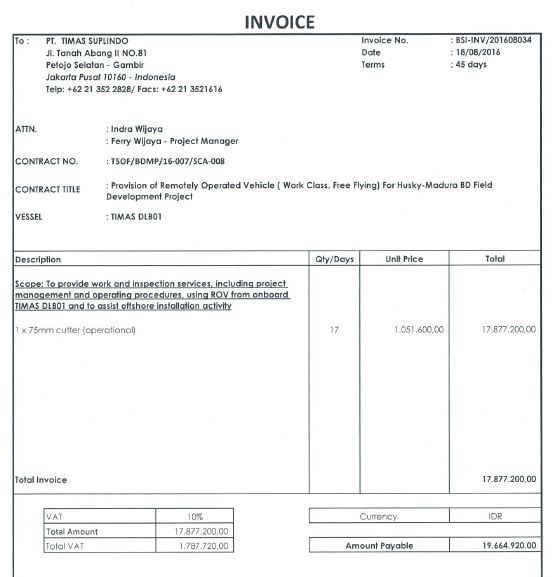 INVOICE
To : PT. TIMAS SUPLINDO
Jl. Tanah Abang II NO.81
Petojo Selatan - Gambir
Jakarta Pusat 10160 - Indonesia
Telp: +62 21 352 2828/ Facs: +62 21 3521616
Invoice No. : BSI-INV/201608034
Date : 18/08/2016
Terms : 45 days
ATTN. : Indra Wijaya
: Ferry Wijaya - Project Manager
CONTRACT NO. : TSOF/BDMP/16-007/SCA-008
CONTRACT TITLE : Provision of Remotely Operated Vehicle ( Work Class, Free Flying) For Husky-Madura BD Field
Development Project
VESSEL : TIMAS DLB01
Description Qty/Days Unit Price Total
Scope: To provide work and inspection services, including project
management and operating procedures, using ROV from onboard
TIMAS DLB01 and to assist offshore installation activity
1 x 75mm cutter (operational) 17 1,051.600,00 17.877.200,00
Total Invoice 17.877.200,00
VAT 10%
Total Amount 17.877.200,00
Total VAT 1.787.720,00
Currency IDR
Amount Payable 19.664.920,00